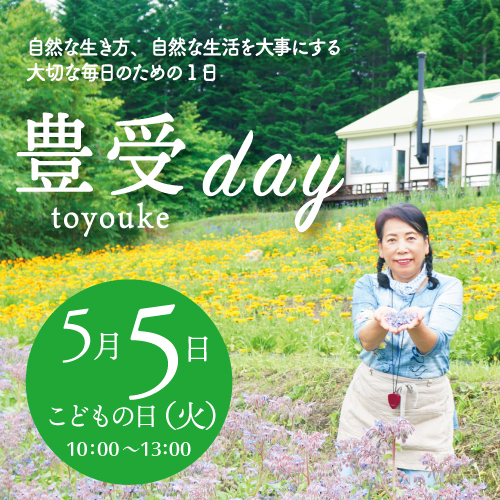 自然な生き方、自然な生活を大事にする
大切な毎日のための1日
豊受day
toyouke
5月5日
こどもの日(火)
10:00~13:00